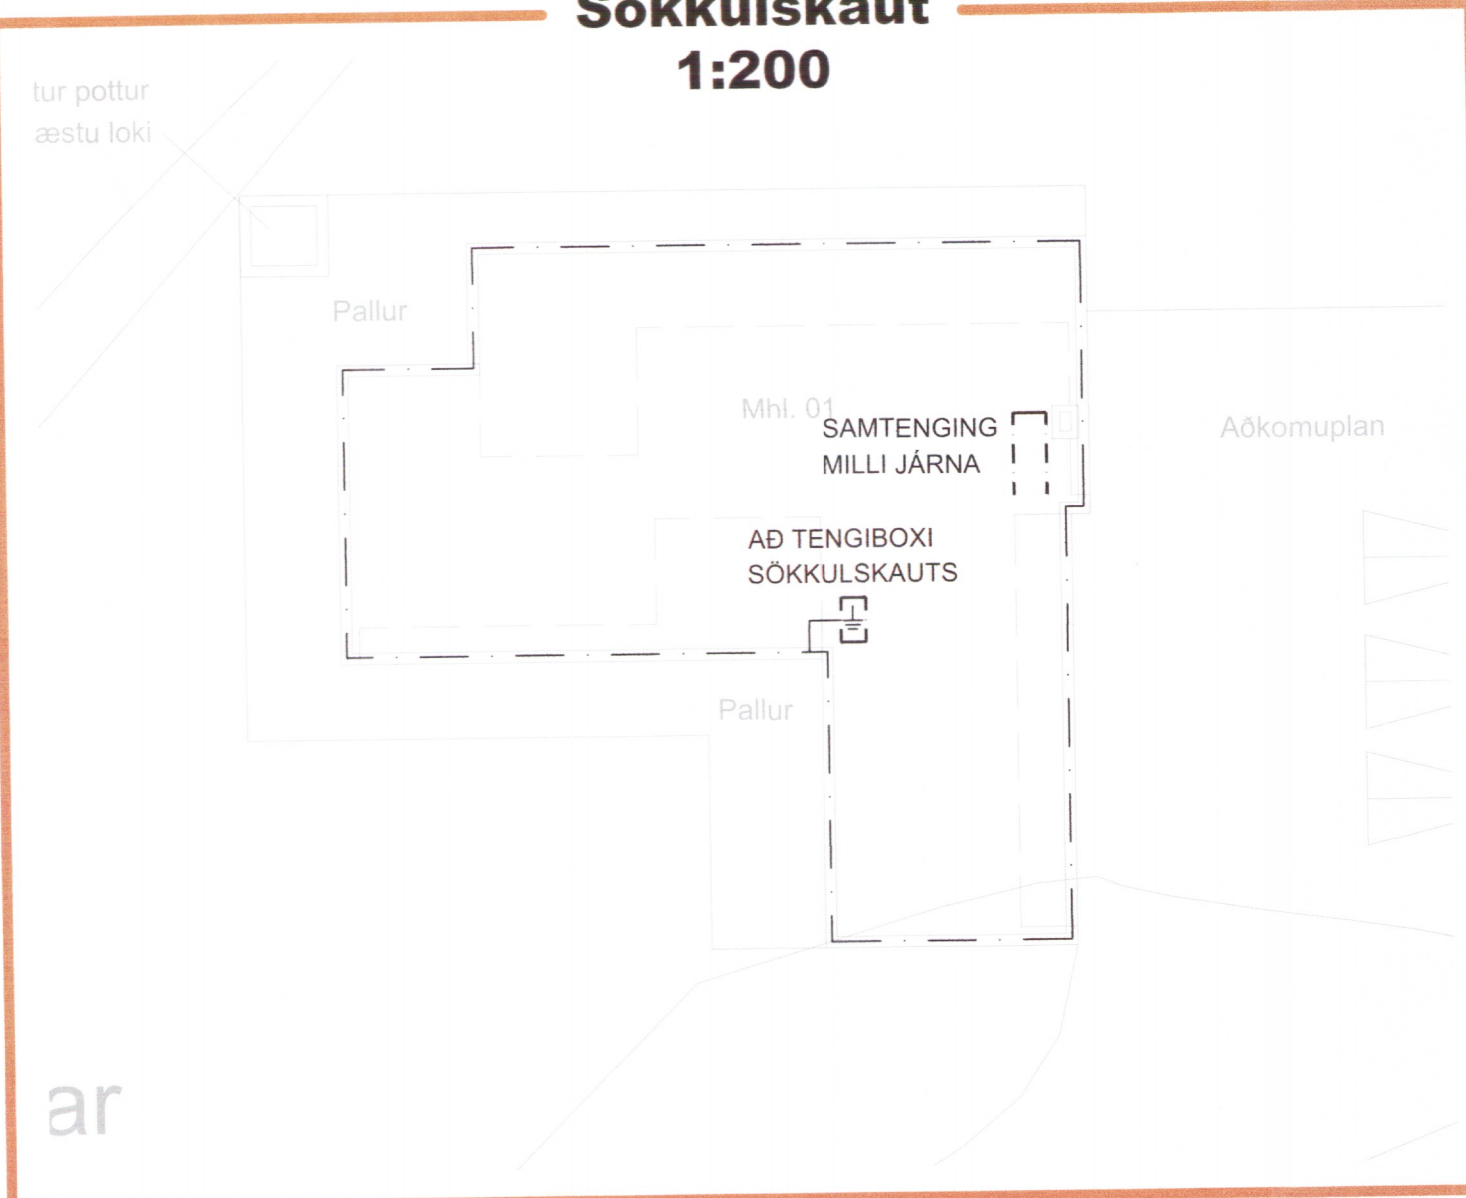 Sökkulskaut
1:200
tur pottur
æstu loki
Pallur
Mhl. 01
SAMTENGING
MILLI JÁRNA
Aðkomuplan
AÐ TENGIBOXI
SÖKKULSKAUTS
Pallur
ar